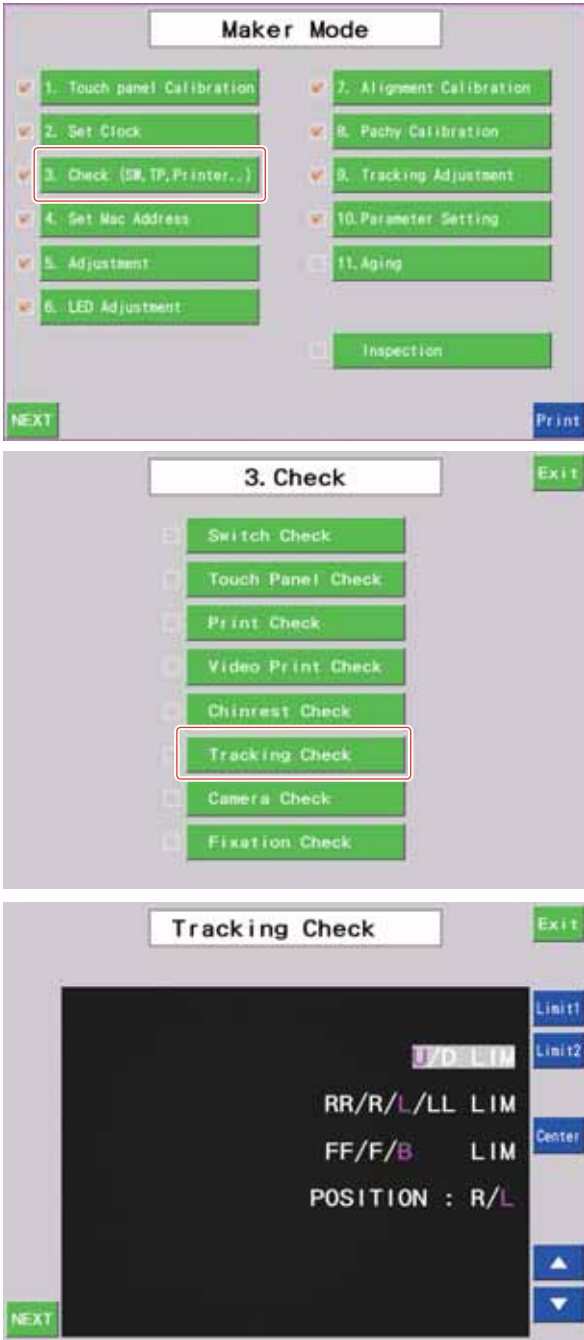 Maker Mode
1. Touch panel Calibration
2. Set Clock
3. Check (SW,TP,Printer..)
4. Set Mac Address
5. Adjustment
6. LED Adjustment
7. Alignment Calibration
8. Pachy Calibration
9. Tracking Adjustment
10.Parameter Setting
11.Aging
Inspection
NEXT
Print
3. Check
Exit
Switch Check
Touch Panel Check
Print Check
Video Print Check
Chinrest Check
Tracking Check
Camera Check
Fixation Check
Tracking Check
Exit
Limit1
Limit2
Center
U/D LIM
RR/R/L/LL LIM
FF/F/B LIM
POSITION : R/L
NEXT